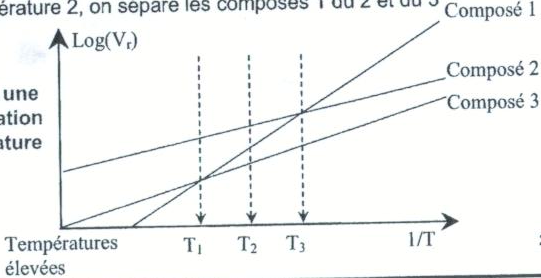 érature 2, on sépare les composés 1 du 2 et du 3
Composé 1
Log(Vr)
une
ation
ature
Composé 2
Composé 3
Températures
élevées
T1
T2
T3
1/T